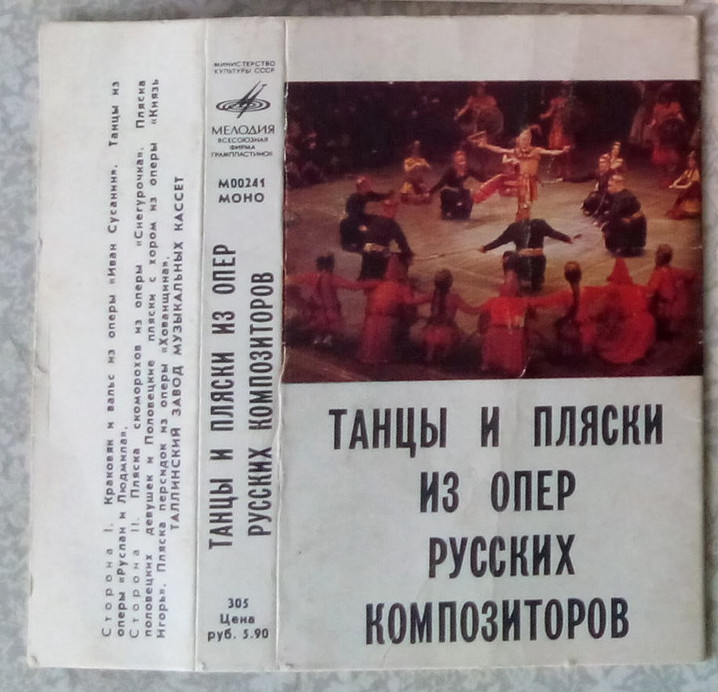 Сторона I. Краковяк и вальс из оперы «Иван Сусанин». Танцы из
оперы «Руслан и Людмила».
Сторона II. Пляска скоморохов из оперы «Снегурочка». Пляска
половецких девушек и Половецкие пляски с хором из оперы «Князь
Игорь». Пляска персидок из оперы «Хованщина».
ТАЛЛИНСКИЙ ЗАВОД МУЗЫКАЛЬНЫХ КАССЕТ
МИНИСТЕРСТВО
КУЛЬТУРЫ СССР
МЕЛОДИЯ
ВСЕСОЮЗНАЯ
ФИРМА
ГРАМПЛАСТИНОК
М00241
МОНО
ТАНЦЫ И ПЛЯСКИ ИЗ ОПЕР
РУССКИХ КОМПОЗИТОРОВ
305
Цена
руб. 5.90
ТАНЦЫ И ПЛЯСКИ
ИЗ ОПЕР
РУССКИХ
КОМПОЗИТОРОВ